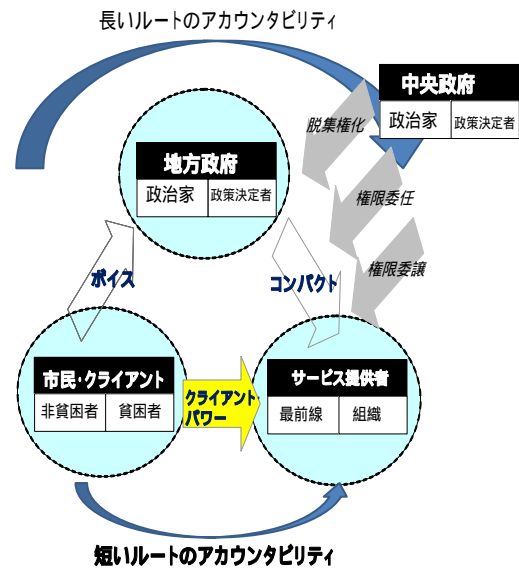 長いルートのアカウンタビリティ
中央政府
政治家 政策決定者
脱集権化
地方政府
政治家 政策決定者
権限委任
権限委譲
ボイス
コンパクト
市民・クライアント
非貧困者 貧困者
クライアント
パワー
サービス提供者
最前線 組織
短いルートのアカウンタビリティ